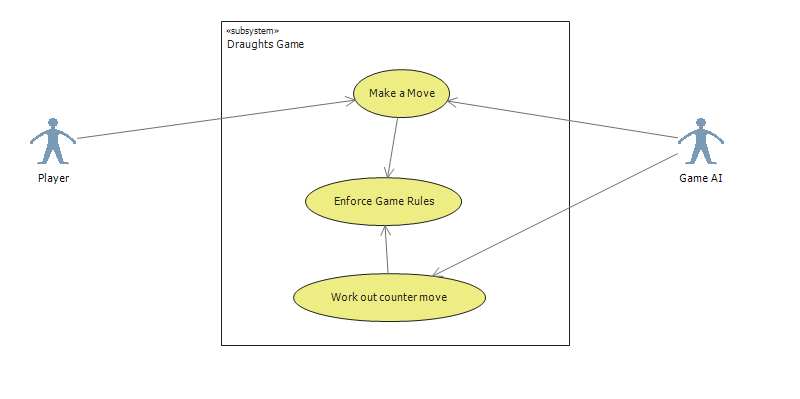 «subsystem»
Draughts Game
Make a Move
Player
Game AI
Enforce Game Rules
Work out counter move